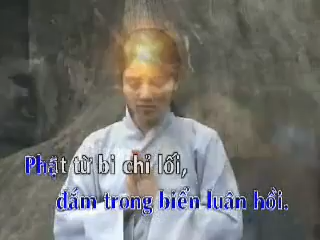 Phật từ bi chỉ lối,
đắm trong biển luân hồi.